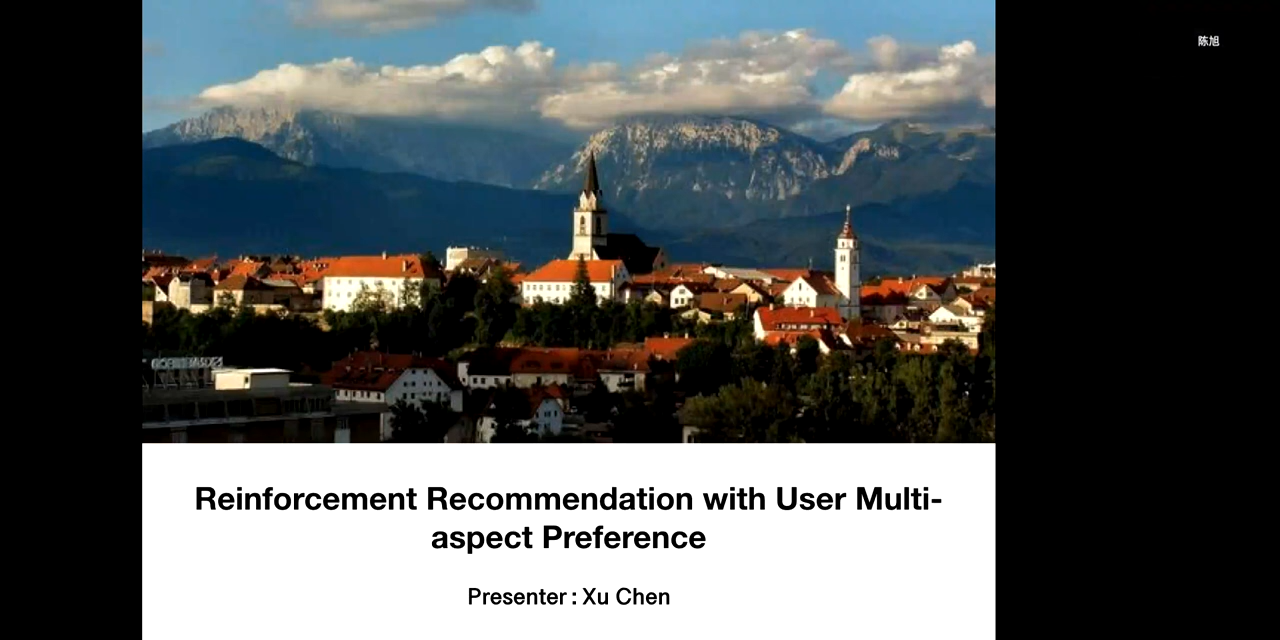 陈旭
Reinforcement Recommendation with User Multi-
aspect Preference
Presenter : Xu Chen